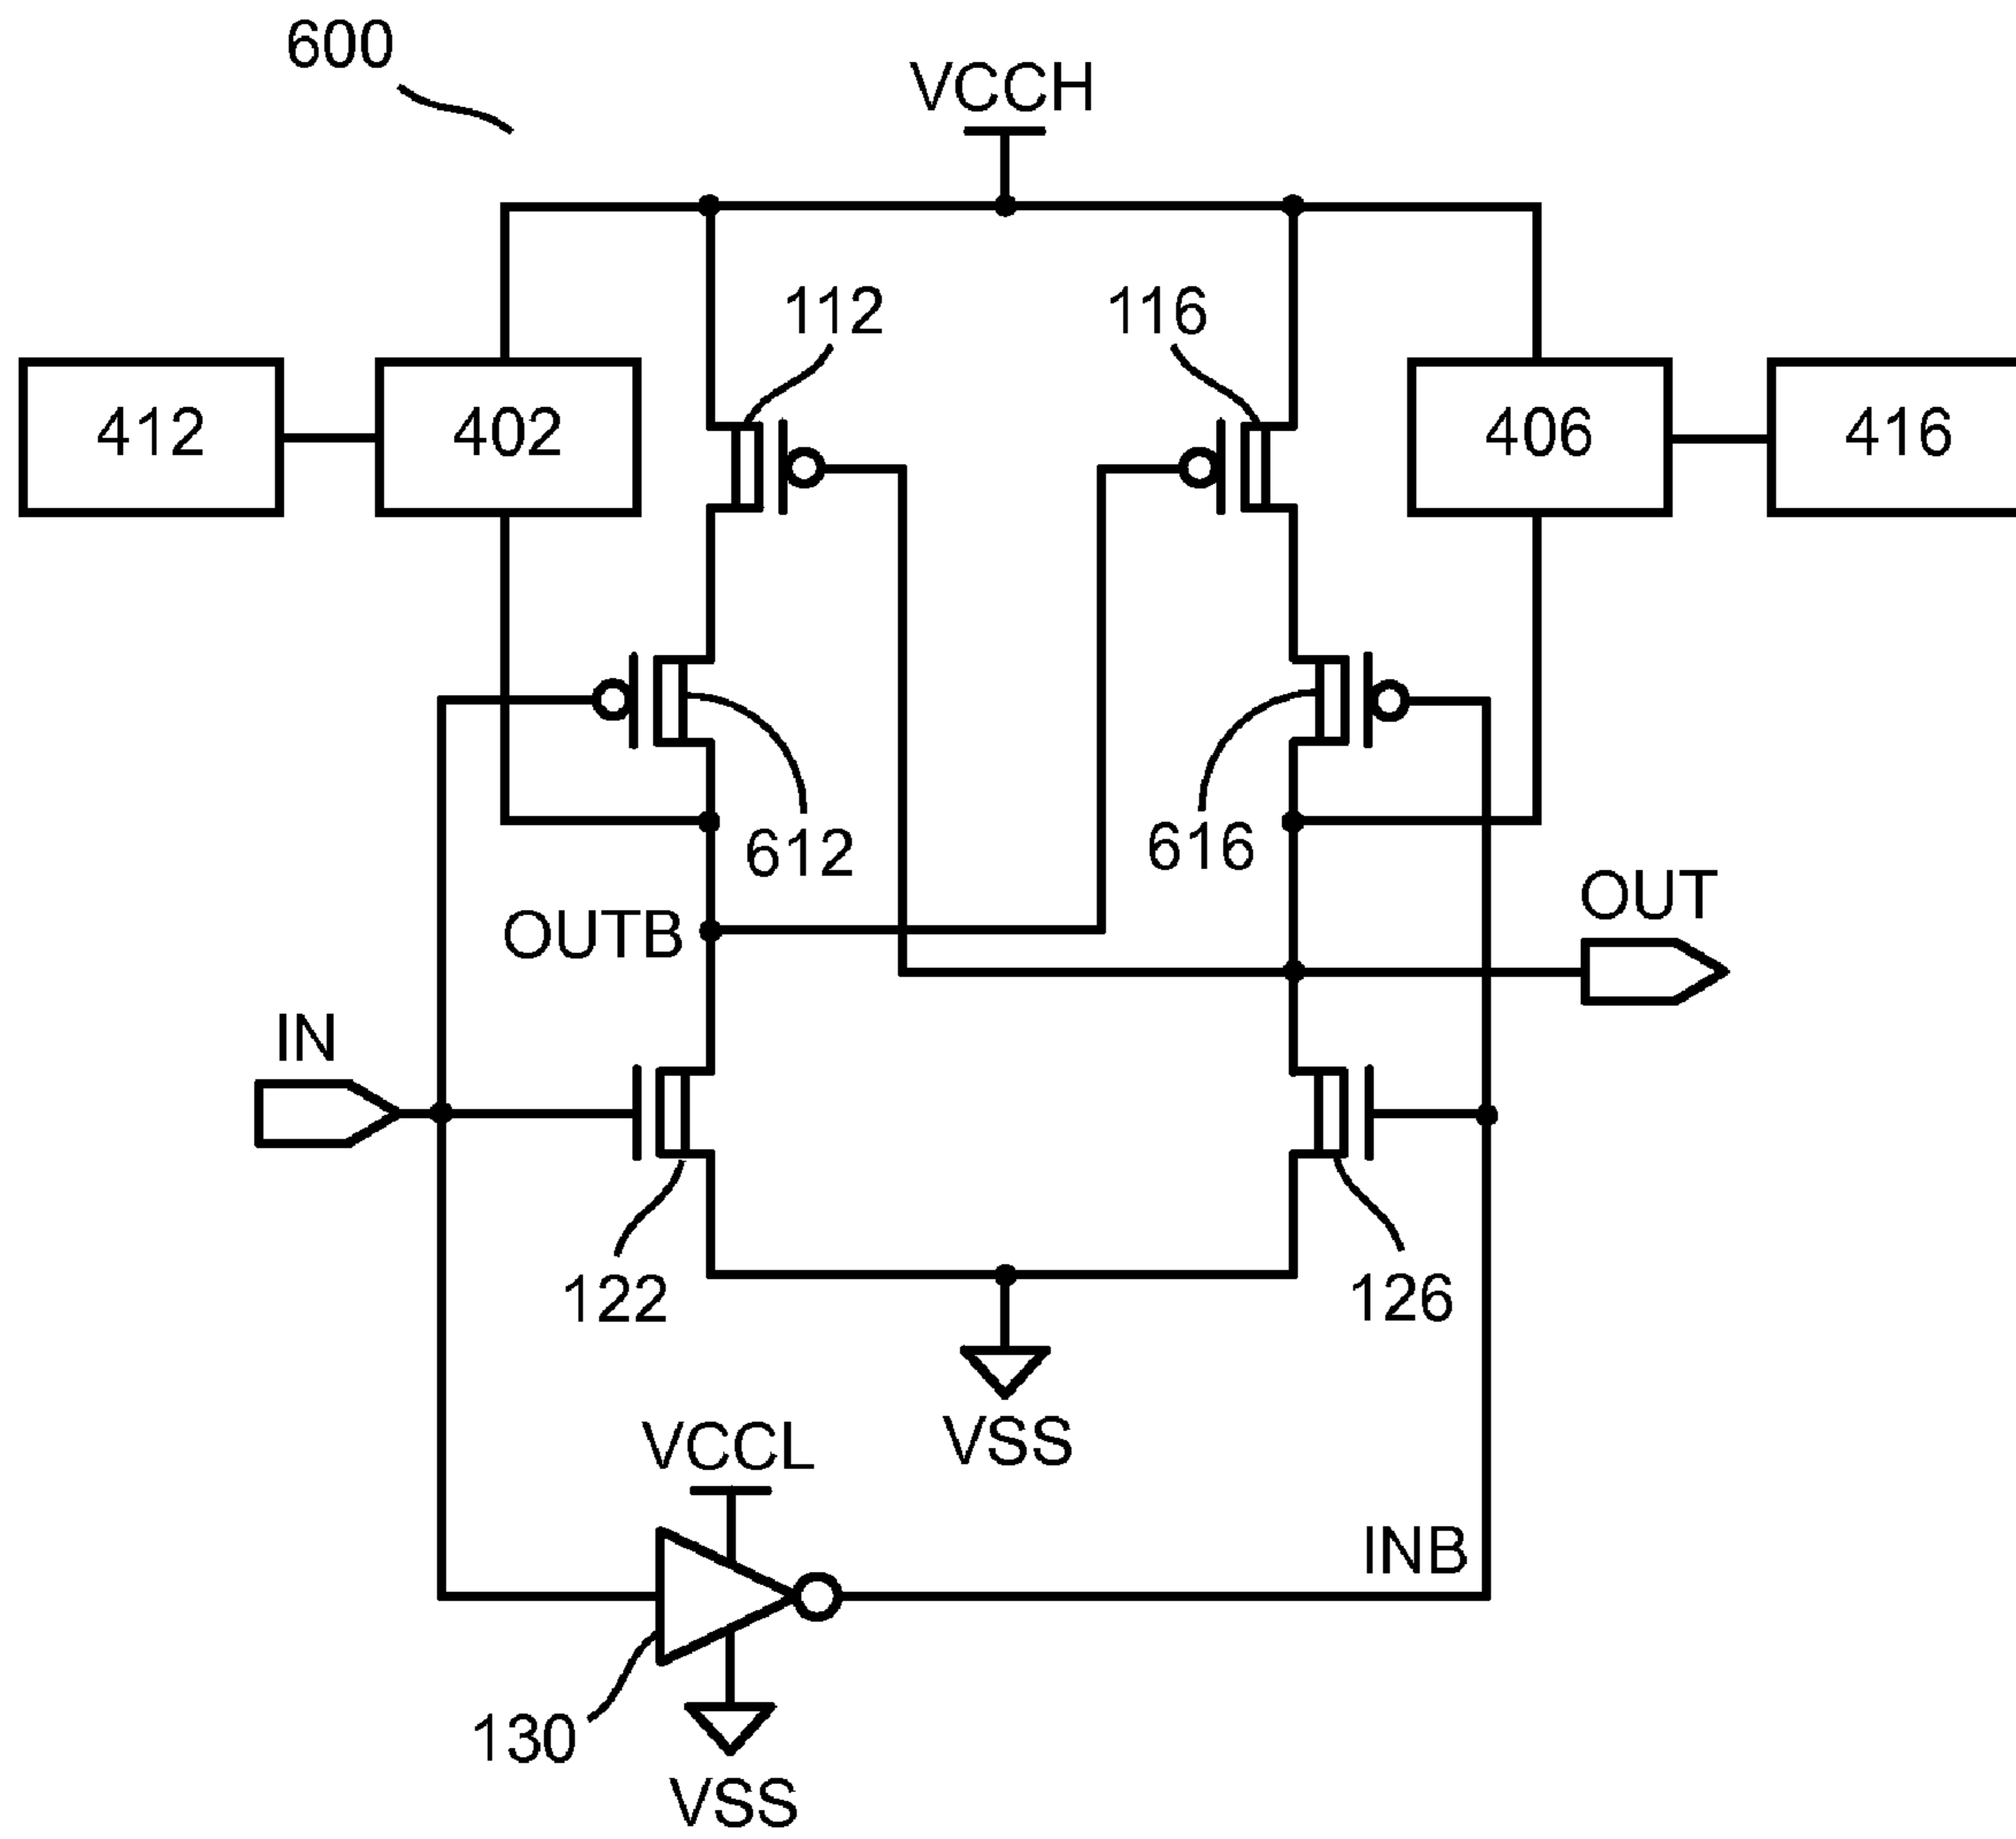 600
VCCH
112
116
412
402
406
416
612
616
OUTB
OUT
IN
122
126
VSS
VCCL
INB
130
VSS